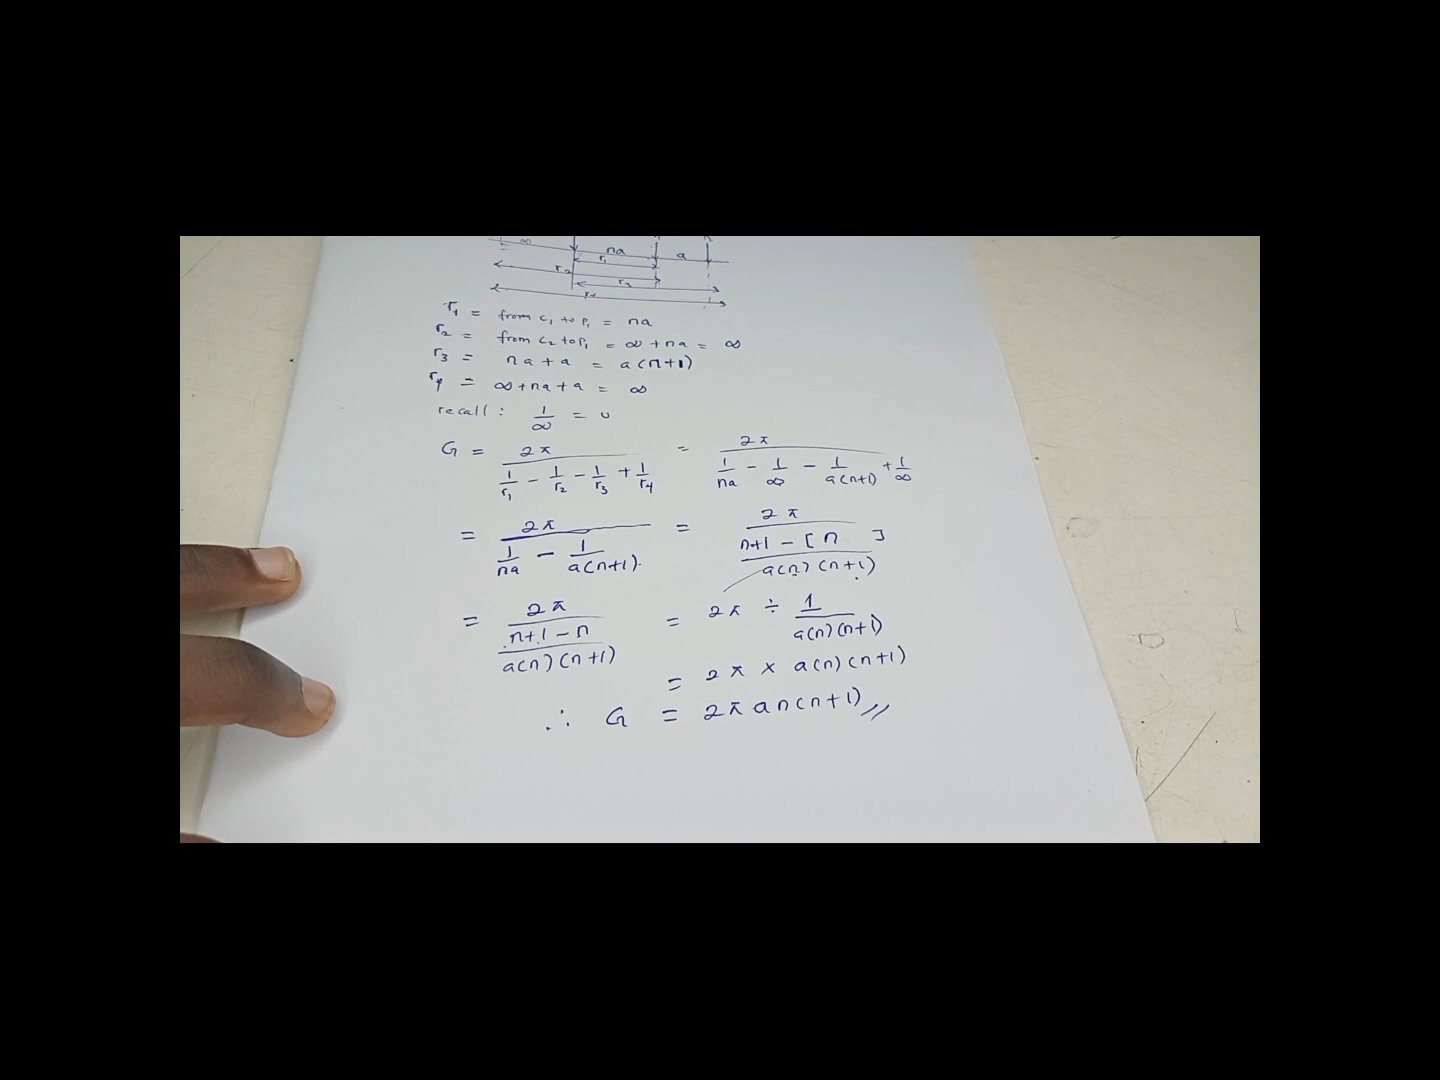 ∞ na a
r₁
r₂
r₃
r₄
r₁ = from c₁ to p₁ = na
r₂ = from c₂ to p₁ = ∞ + na = ∞
r₃ = na + a = a(n+1)
r₄ = ∞ + na + a = ∞
recall: 1/∞ = 0
G = 2π / (1/r₁ - 1/r₂ - 1/r₃ + 1/r₄) = 2π / (1/na - 1/∞ - 1/a(n+1) + 1/∞)
= 2π / (1/na - 1/a(n+1)) = 2π / ((n+1 - [n]) / a(n)(n+1))
= 2π / ((n+1-n) / a(n)(n+1)) = 2π ÷ 1/a(n)(n+1)
= 2π × a(n)(n+1)
∴ G = 2πan(n+1)//